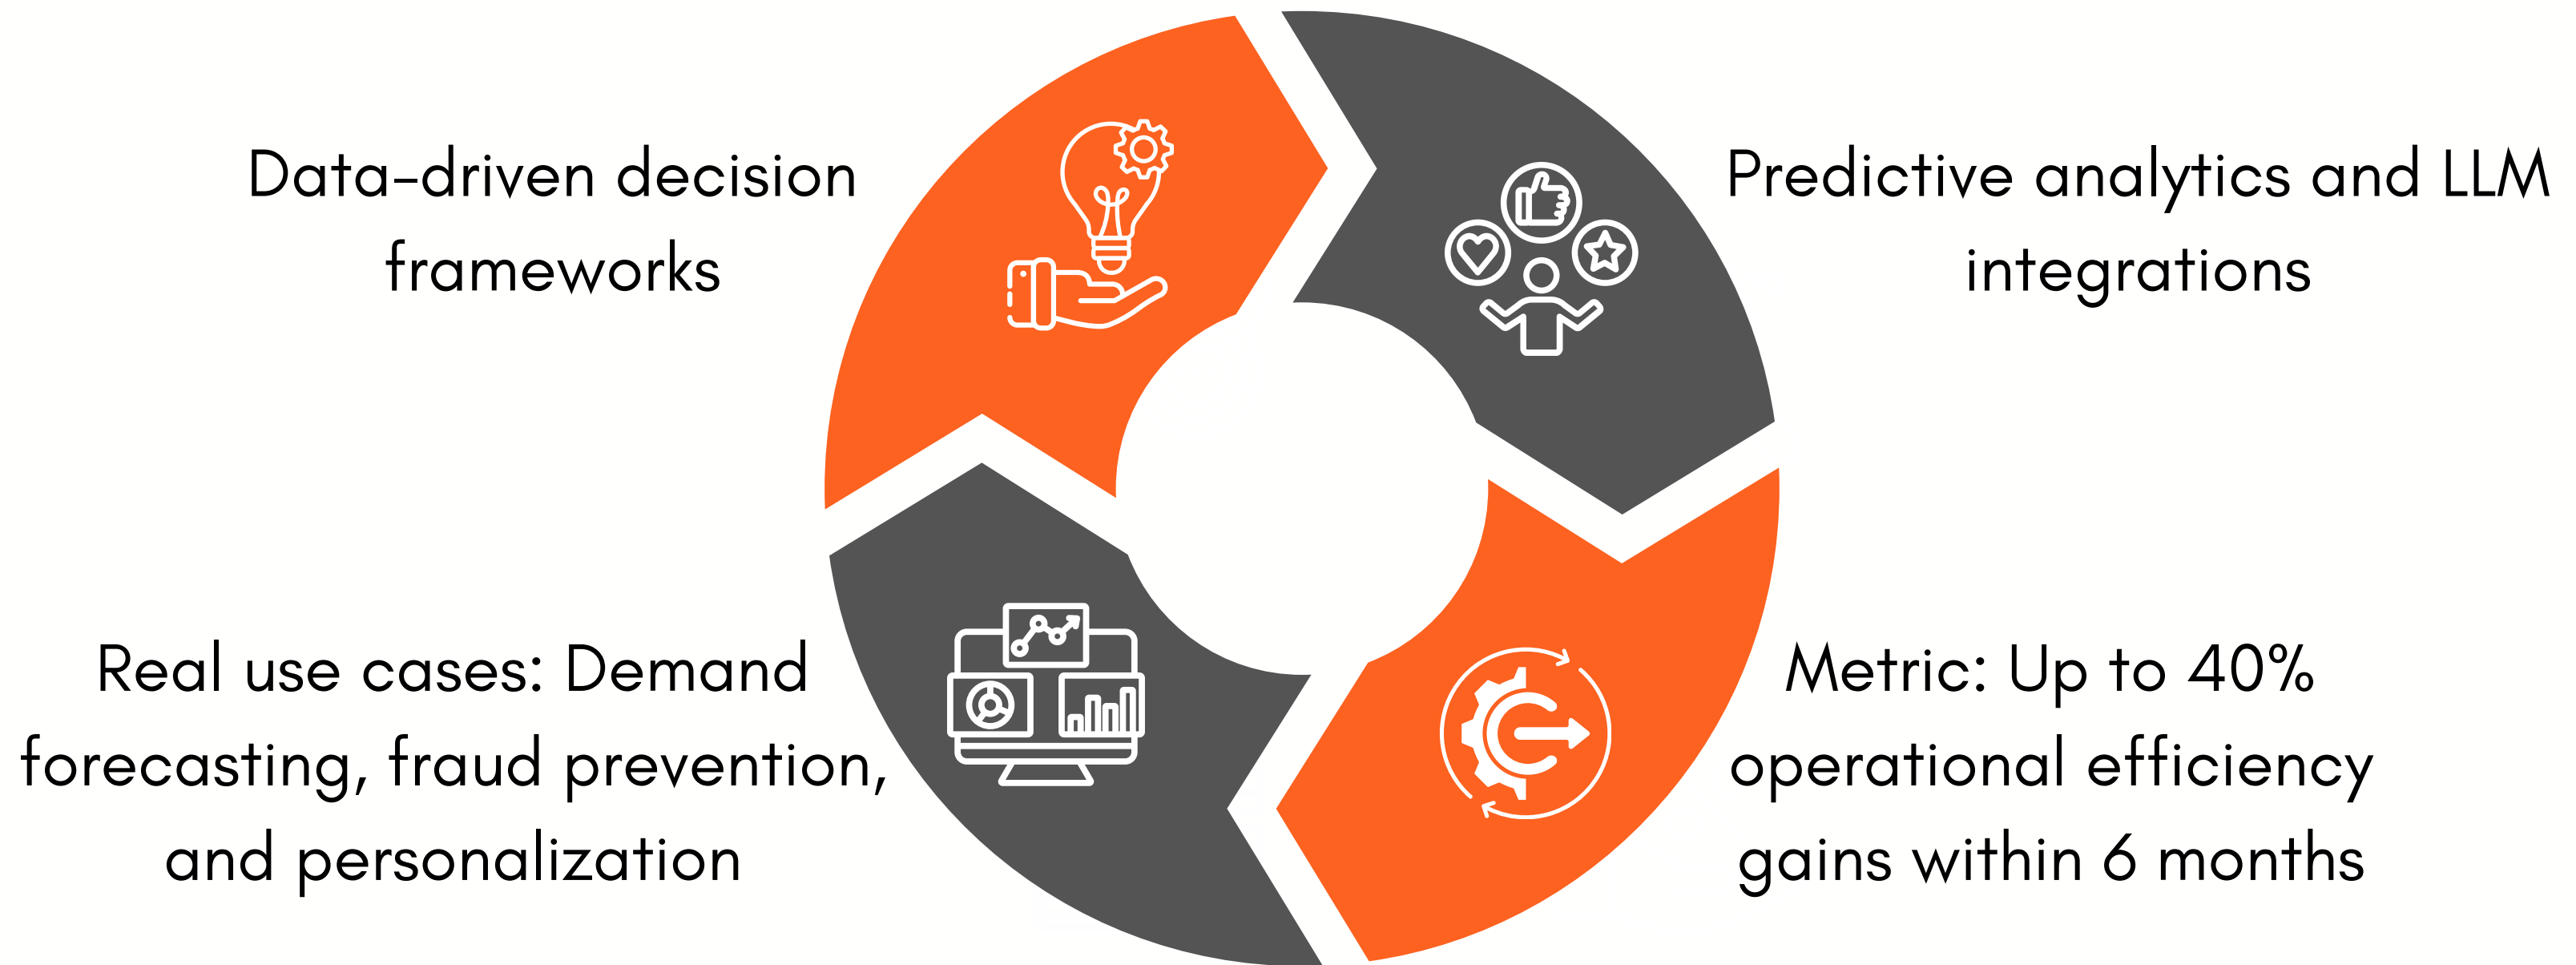 Data-driven decision
frameworks
Predictive analytics and LLM
integrations
Real use cases: Demand
forecasting, fraud prevention,
and personalization
Metric: Up to 40%
operational efficiency
gains within 6 months